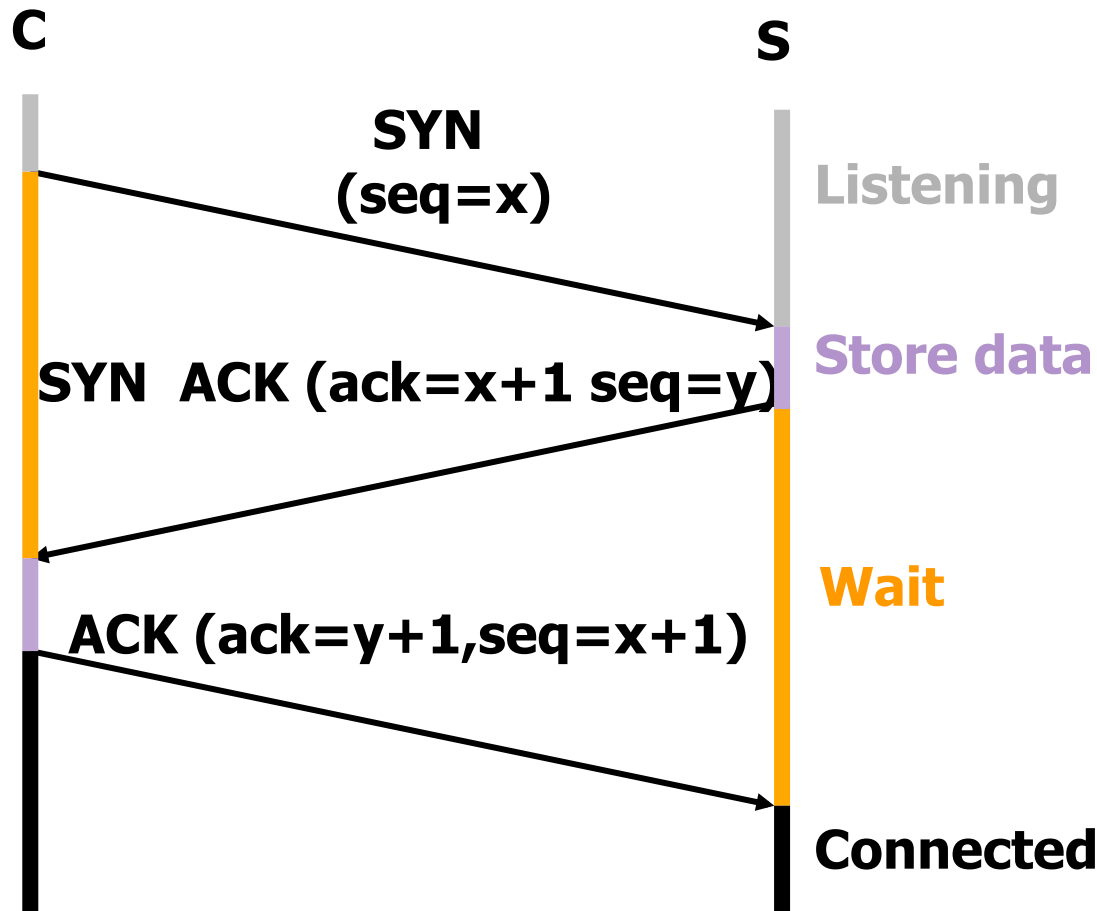 C
S
SYN
(seq=x)
Listening
Store data
SYN ACK (ack=x+1 seq=y)
Wait
ACK (ack=y+1,seq=x+1)
Connected